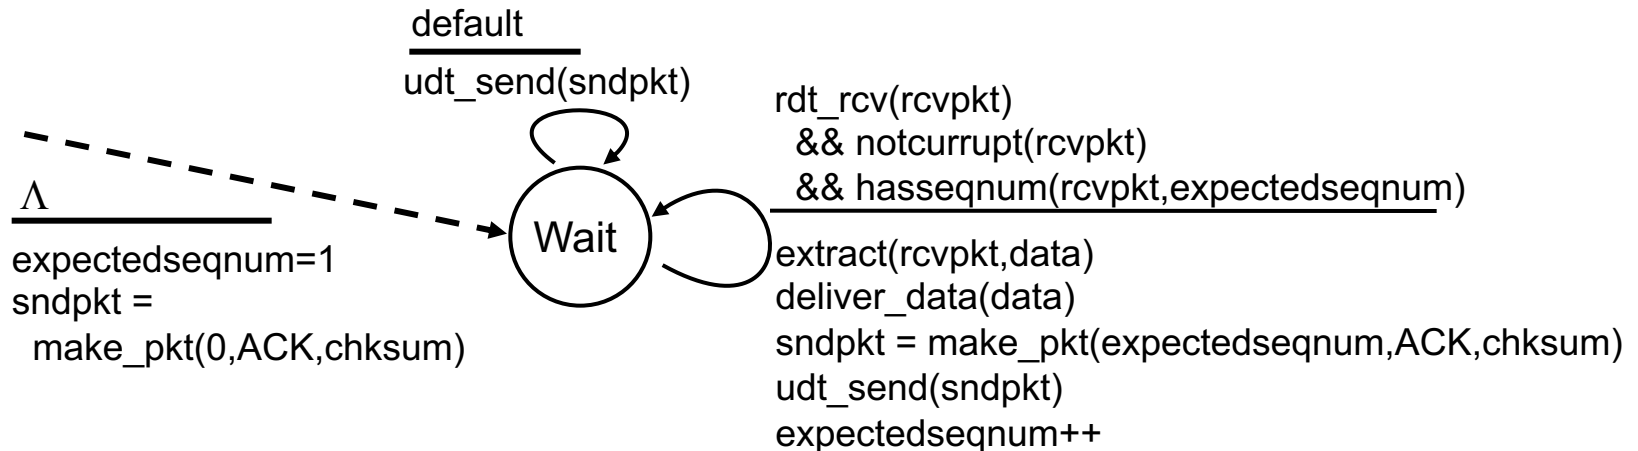 default
udt_send(sndpkt)
rdt_rcv(rcvpkt)
&& notcurrupt(rcvpkt)
&& hasseqnum(rcvpkt,expectedseqnum)
Λ
Wait
expectedseqnum=1
sndpkt =
make_pkt(0,ACK,chksum)
extract(rcvpkt,data)
deliver_data(data)
sndpkt = make_pkt(expectedseqnum,ACK,chksum)
udt_send(sndpkt)
expectedseqnum++